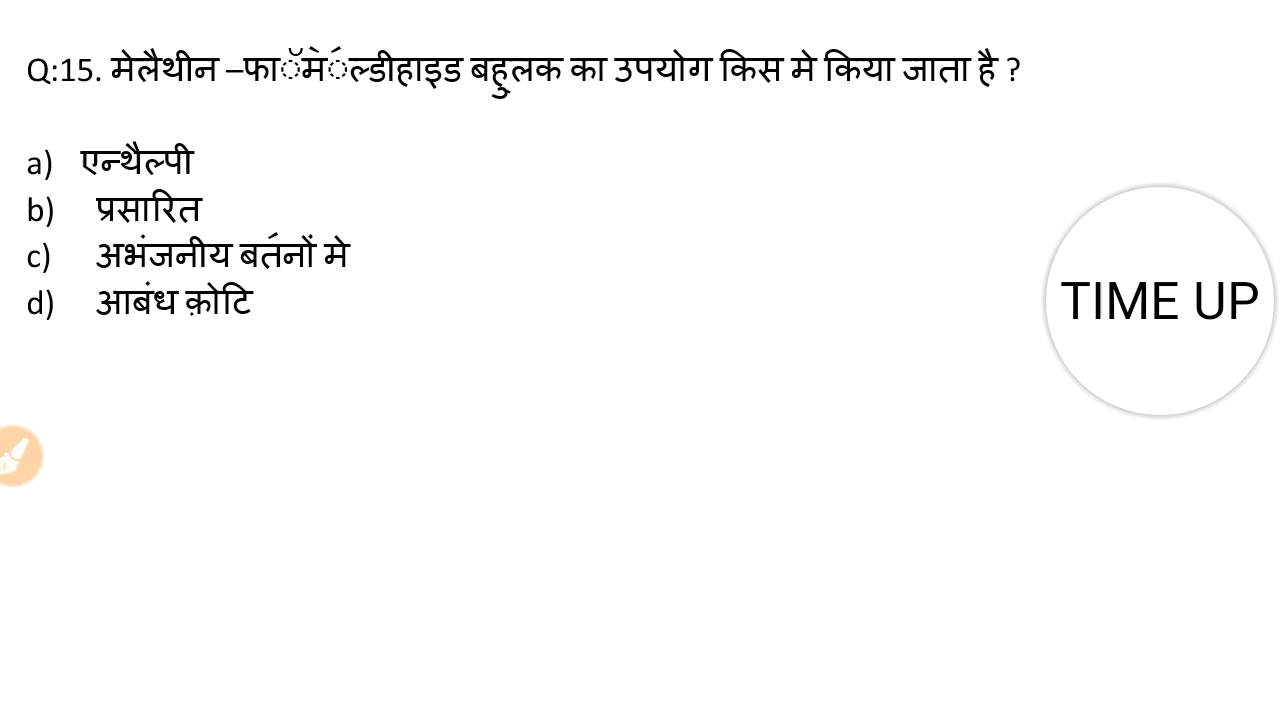 Q:15. मेलैथीन –फाॅर्मेल्डीहाइड बहुलक का उपयोग किस मे किया जाता है ?
a) एन्थैल्पी
b) प्रसारित
c) अभंजनीय बर्तनों मे
d) आबंध क़ोटि
TIME UP